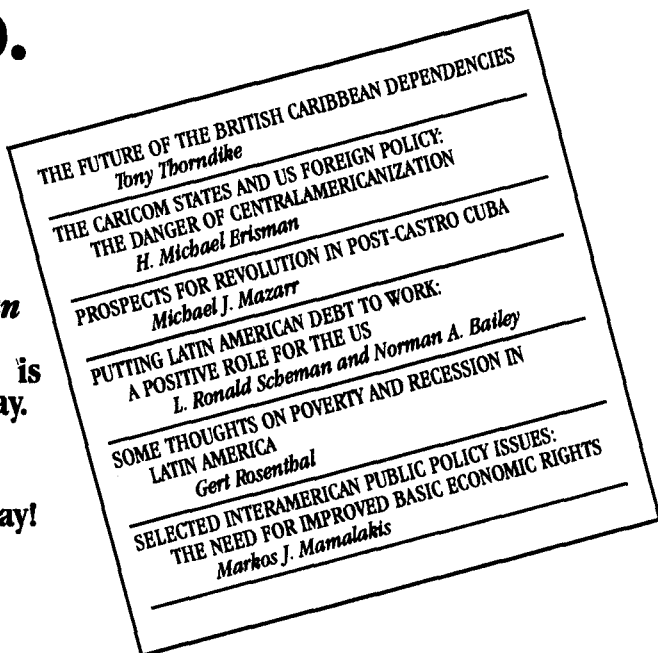 .
n
is
ay.
ay!
THE FUTURE OF THE BRITISH CARIBBEAN DEPENDENCIES
Tony Thorndike
THE CARICOM STATES AND US FOREIGN POLICY:
THE DANGER OF CENTRALAMERICANIZATION
H. Michael Erisman
PROSPECTS FOR REVOLUTION IN POST-CASTRO CUBA
Michael J. Mazarr
PUTTING LATIN AMERICAN DEBT TO WORK:
A POSITIVE ROLE FOR THE US
L. Ronald Scheman and Norman A. Bailey
SOME THOUGHTS ON POVERTY AND RECESSION IN
LATIN AMERICA
Gert Rosenthal
SELECTED INTERAMERICAN PUBLIC POLICY ISSUES:
THE NEED FOR IMPROVED BASIC ECONOMIC RIGHTS
Markos J. Mamalakis